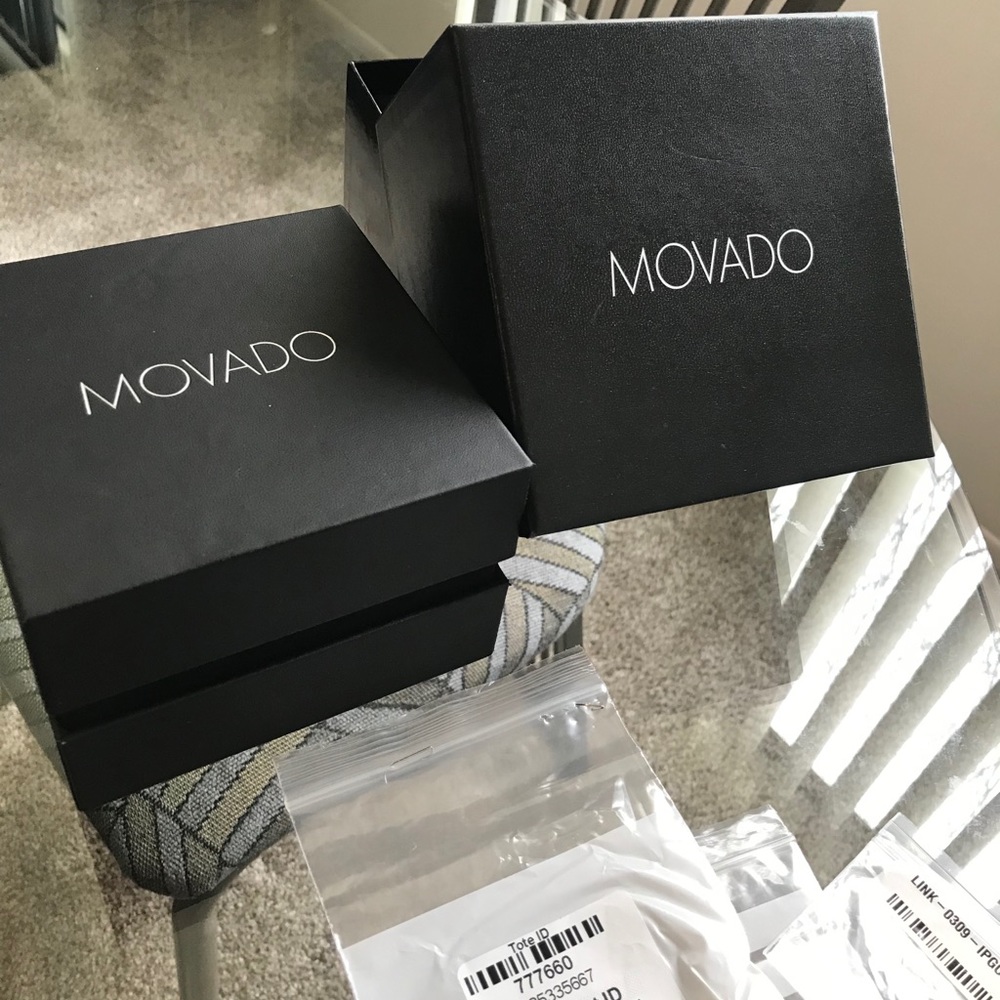 MOVADO
MOVADO
Tote ID
777660
LINK-0309-IPG